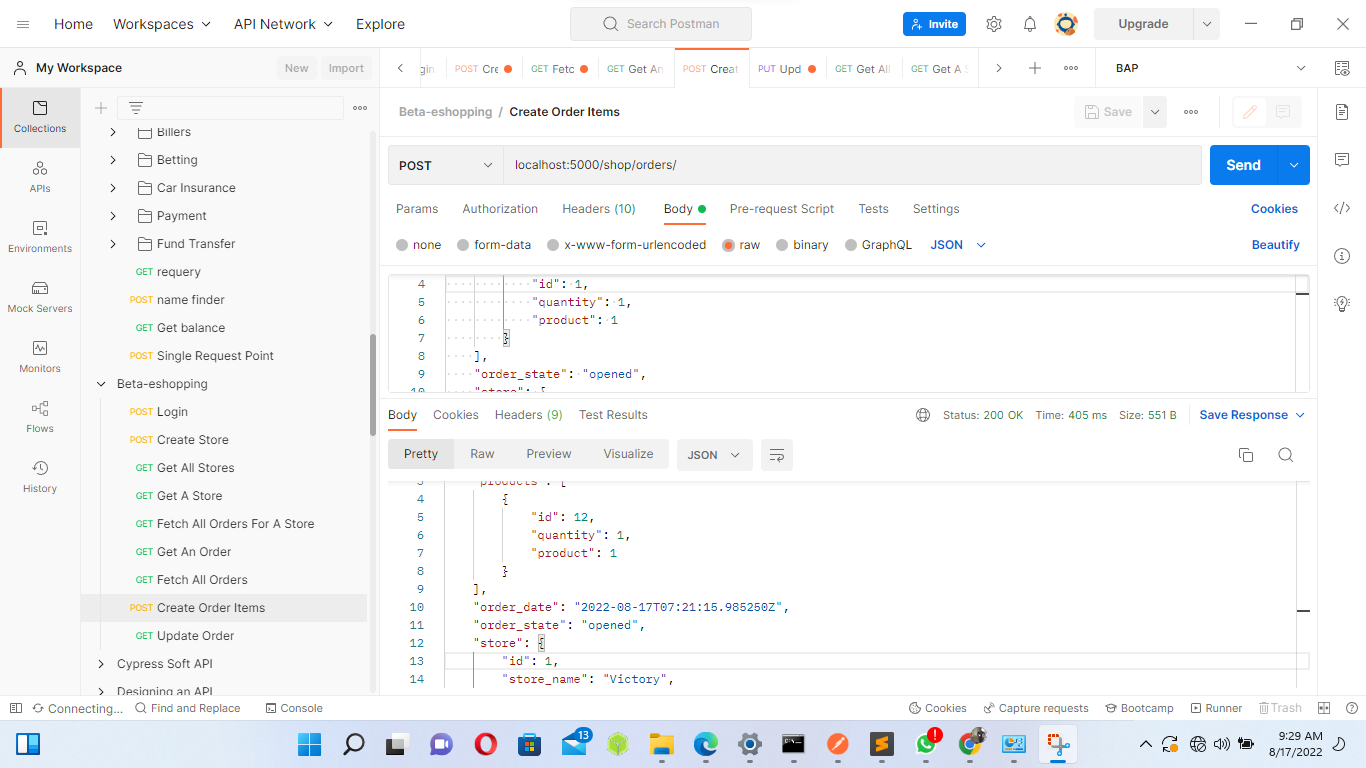 Home Workspaces API Network Explore Search Postman Invite Upgrade
My Workspace New Import
gin POST Cre GET Fetc GET Get An POST Creat PUT Upd GET Get All GET Get A S BAP
Collections
APIs
Environments
Mock Servers
Monitors
Flows
History
Billers
Betting
Car Insurance
Payment
Fund Transfer
GET requery
POST name finder
GET Get balance
POST Single Request Point
Beta-eshopping
POST Login
POST Create Store
GET Get All Stores
GET Get A Store
GET Fetch All Orders For A Store
GET Get An Order
GET Fetch All Orders
POST Create Order Items
GET Update Order
Cypress Soft API
Designing an API
Beta-eshopping / Create Order Items Save
POST localhost:5000/shop/orders/ Send
Params Authorization Headers (10) Body Pre-request Script Tests Settings Cookies
none form-data x-www-form-urlencoded raw binary GraphQL JSON Beautify
4 "id": 1,
5 "quantity": 1,
6 "product": 1
7 }
8 ],
9 "order_state": "opened",
10 "store": {
Body Cookies Headers (9) Test Results Status: 200 OK Time: 405 ms Size: 551 B Save Response
Pretty Raw Preview Visualize JSON
3 "products": [
4 {
5 "id": 12,
6 "quantity": 1,
7 "product": 1
8 }
9 ],
10 "order_date": "2022-08-17T07:21:15.985250Z",
11 "order_state": "opened",
12 "store": {
13 "id": 1,
14 "store_name": "Victory",
Connecting... Find and Replace Console Cookies Capture requests Bootcamp Runner Trash
13
9:29 AM
8/17/2022